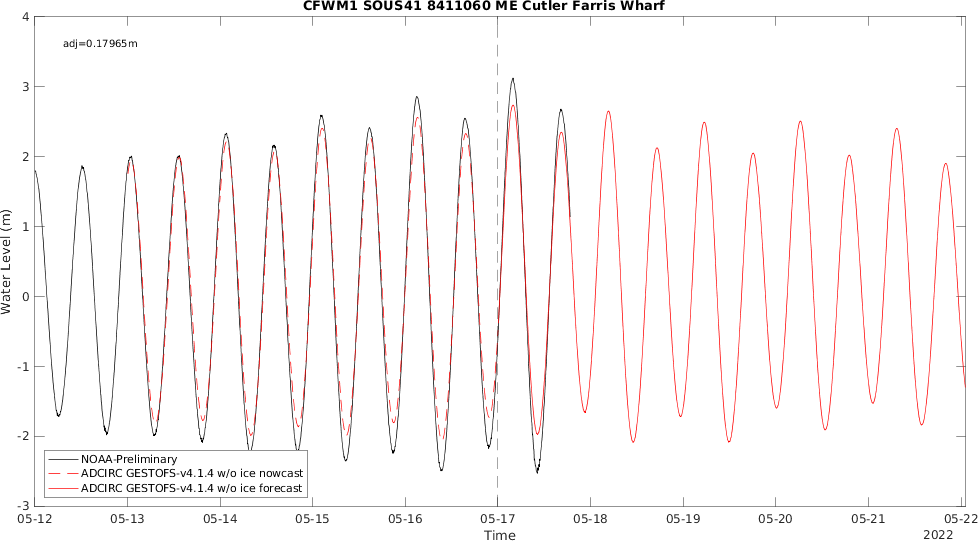 CFWM1 SOUS41 8411060 ME Cutler Farris Wharf
adj=0.17965m
Water Level (m)
4
3
2
1
0
-1
-2
-3
NOAA-Preliminary
ADCIRC GESTOFS-v4.1.4 w/o ice nowcast
ADCIRC GESTOFS-v4.1.4 w/o ice forecast
05-12 05-13 05-14 05-15 05-16 05-17 05-18 05-19 05-20 05-21 05-22
Time
2022